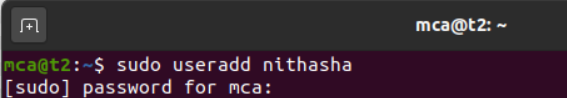 mca@t2: ~
mca@t2:~$ sudo useradd nithasha
[sudo] password for mca: